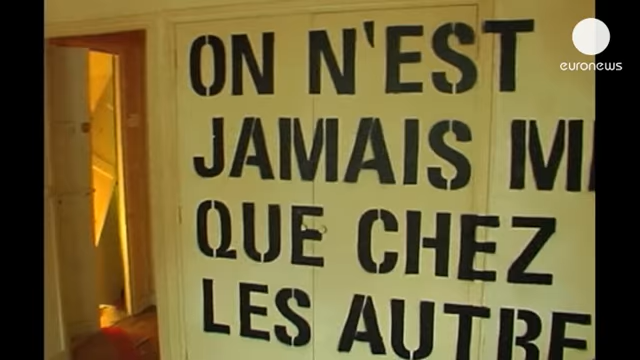 ON N'EST
JAMAIS
QUE CHEZ
LES
euronews